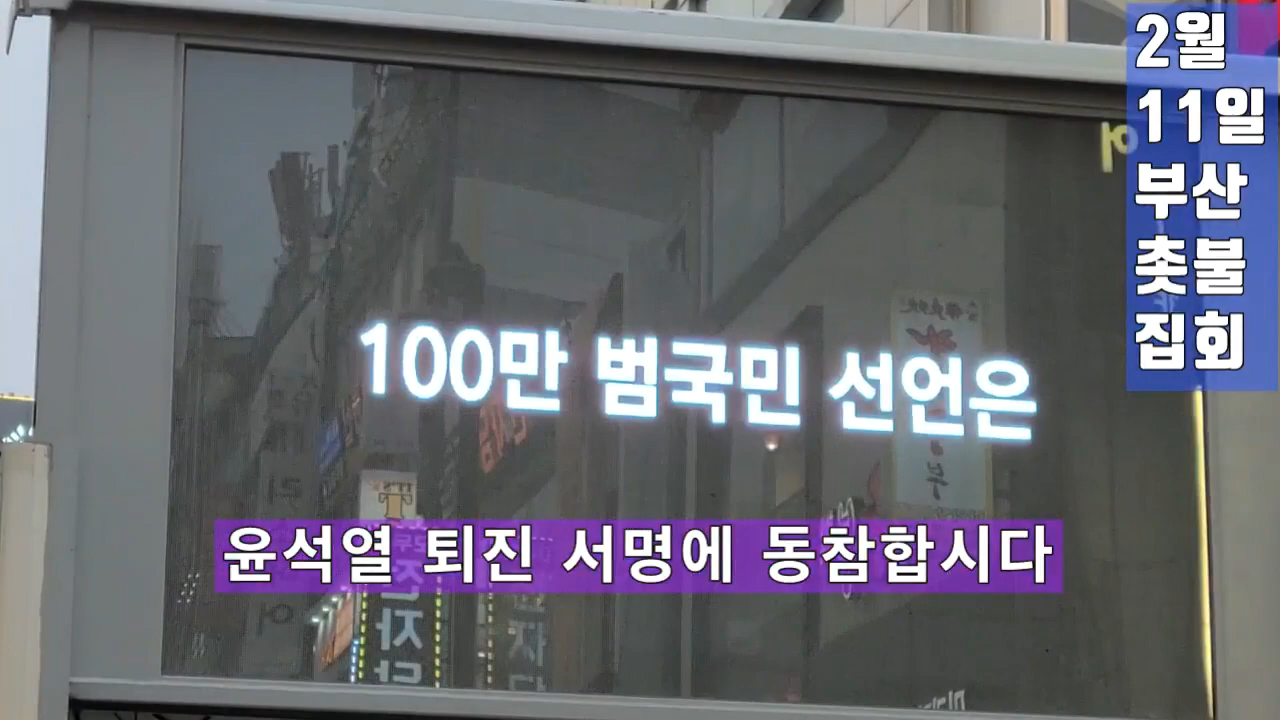 2월
11일
부산
촛불
집회
100만 범국민 선언은
윤석열 퇴진 서명에 동참합시다